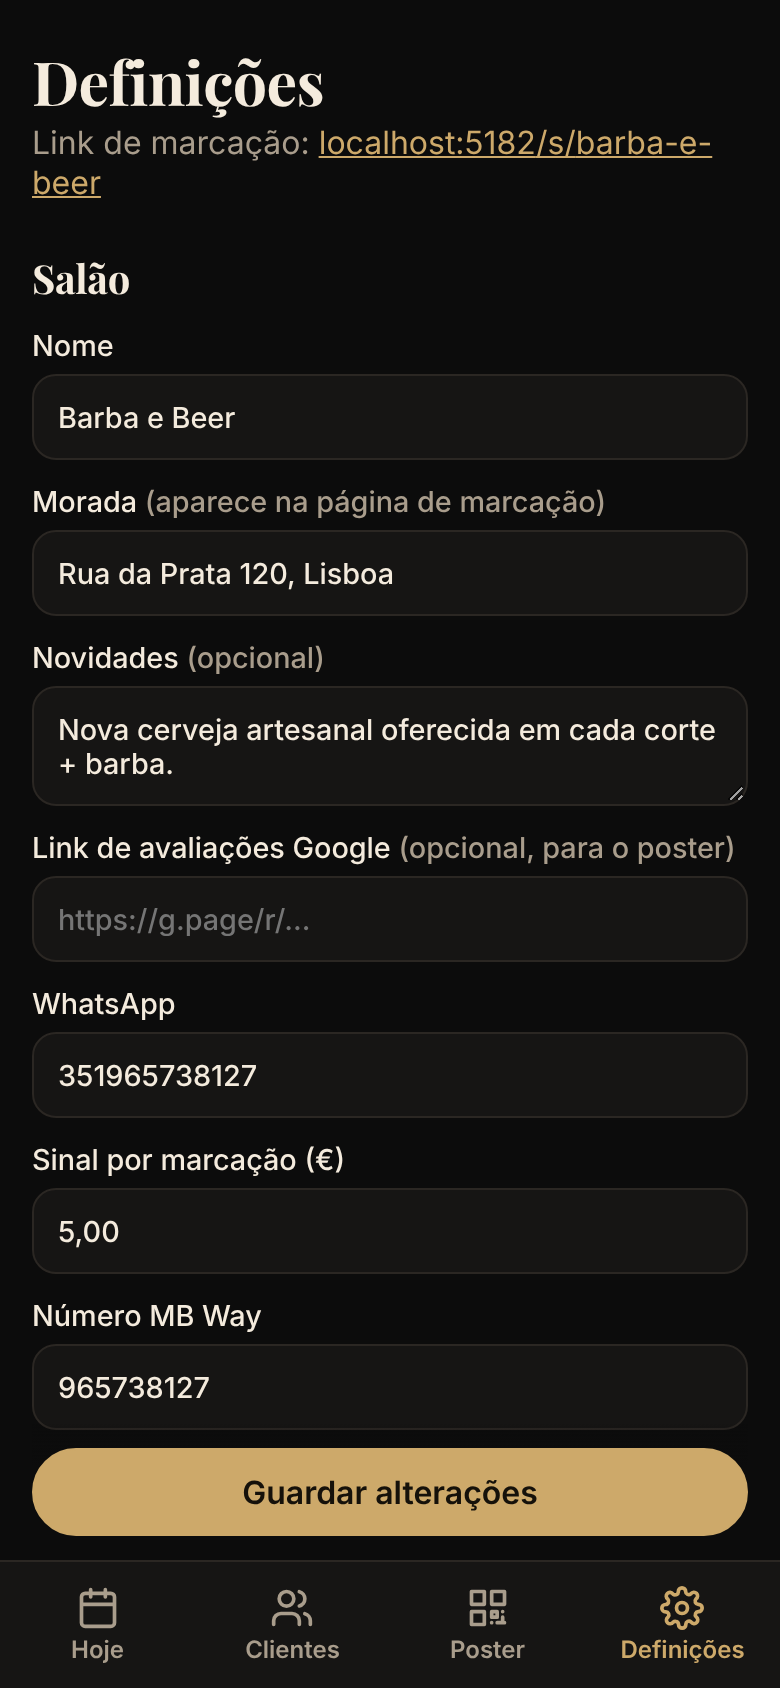 Definições
Link de marcação: localhost:5182/s/barba-e-
beer
Salão
Nome
Barba e Beer
Morada (aparece na página de marcação)
Rua da Prata 120, Lisboa
Novidades (opcional)
Nova cerveja artesanal oferecida em cada corte
+ barba.
Link de avaliações Google (opcional, para o poster)
https://g.page/r/...
WhatsApp
351965738127
Sinal por marcação (€)
5,00
Número MB Way
965738127
Guardar alterações
Hoje
Clientes
Poster
Definições